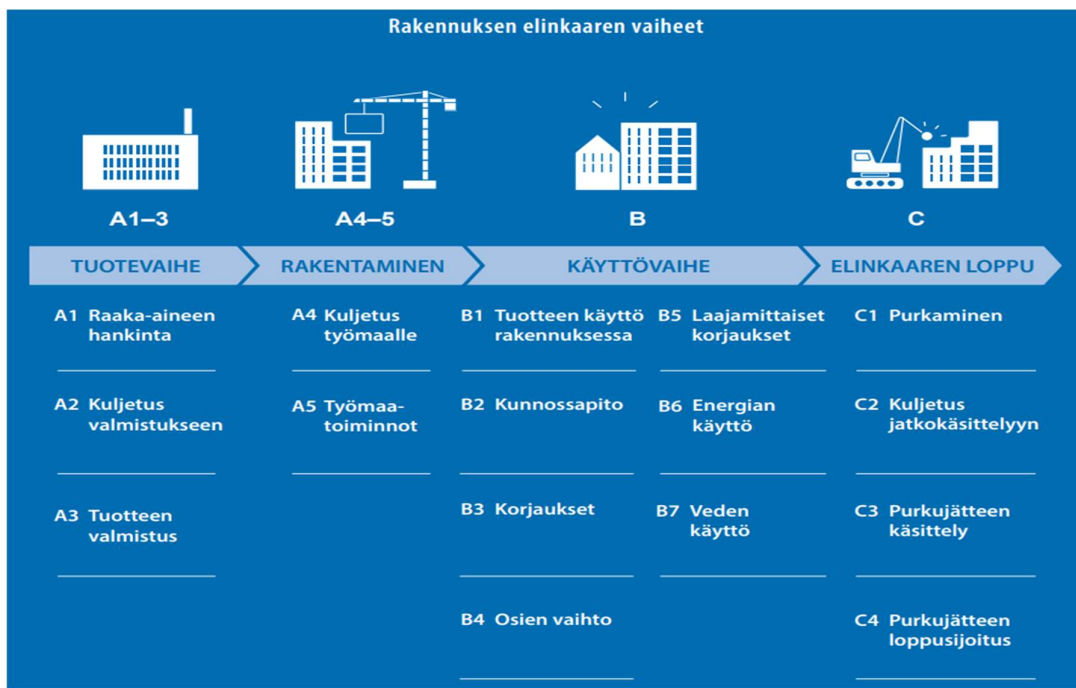 Rakennuksen elinkaaren vaiheet
A1–3
A4–5
B
C
TUOTEVAIHE
RAKENTAMINEN
KÄYTTÖVAIHE
ELINKAAREN LOPPU
A1 Raaka-aineen
hankinta
A2 Kuljetus
valmistukseen
A3 Tuotteen
valmistus
A4 Kuljetus
työmaalle
A5 Työmaa-
toiminnot
B1 Tuotteen käyttö
rakennuksessa
B2 Kunnossapito
B3 Korjaukset
B4 Osien vaihto
B5 Laajamittaiset
korjaukset
B6 Energian
käyttö
B7 Veden
käyttö
C1 Purkaminen
C2 Kuljetus
jatkokäsittelyyn
C3 Purkujätteen
käsittely
C4 Purkujätteen
loppusijoitus